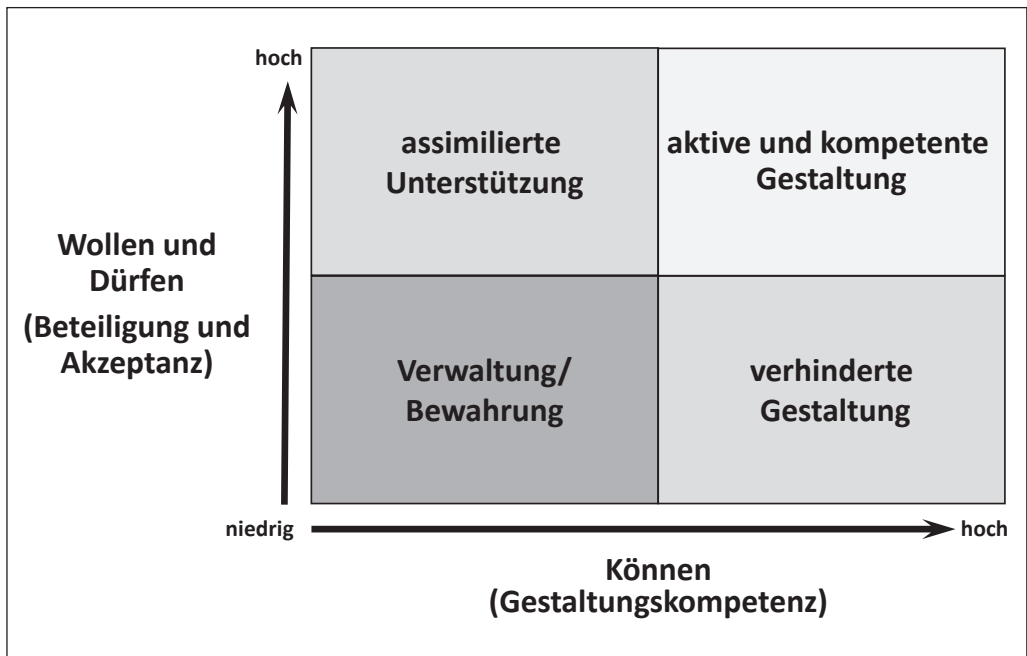 hoch
assimilierte
Unterstützung
aktive und kompetente
Gestaltung
Wollen und
Dürfen
(Beteiligung und
Akzeptanz)
Verwaltung/
Bewahrung
verhinderte
Gestaltung
niedrig
hoch
Können
(Gestaltungskompetenz)